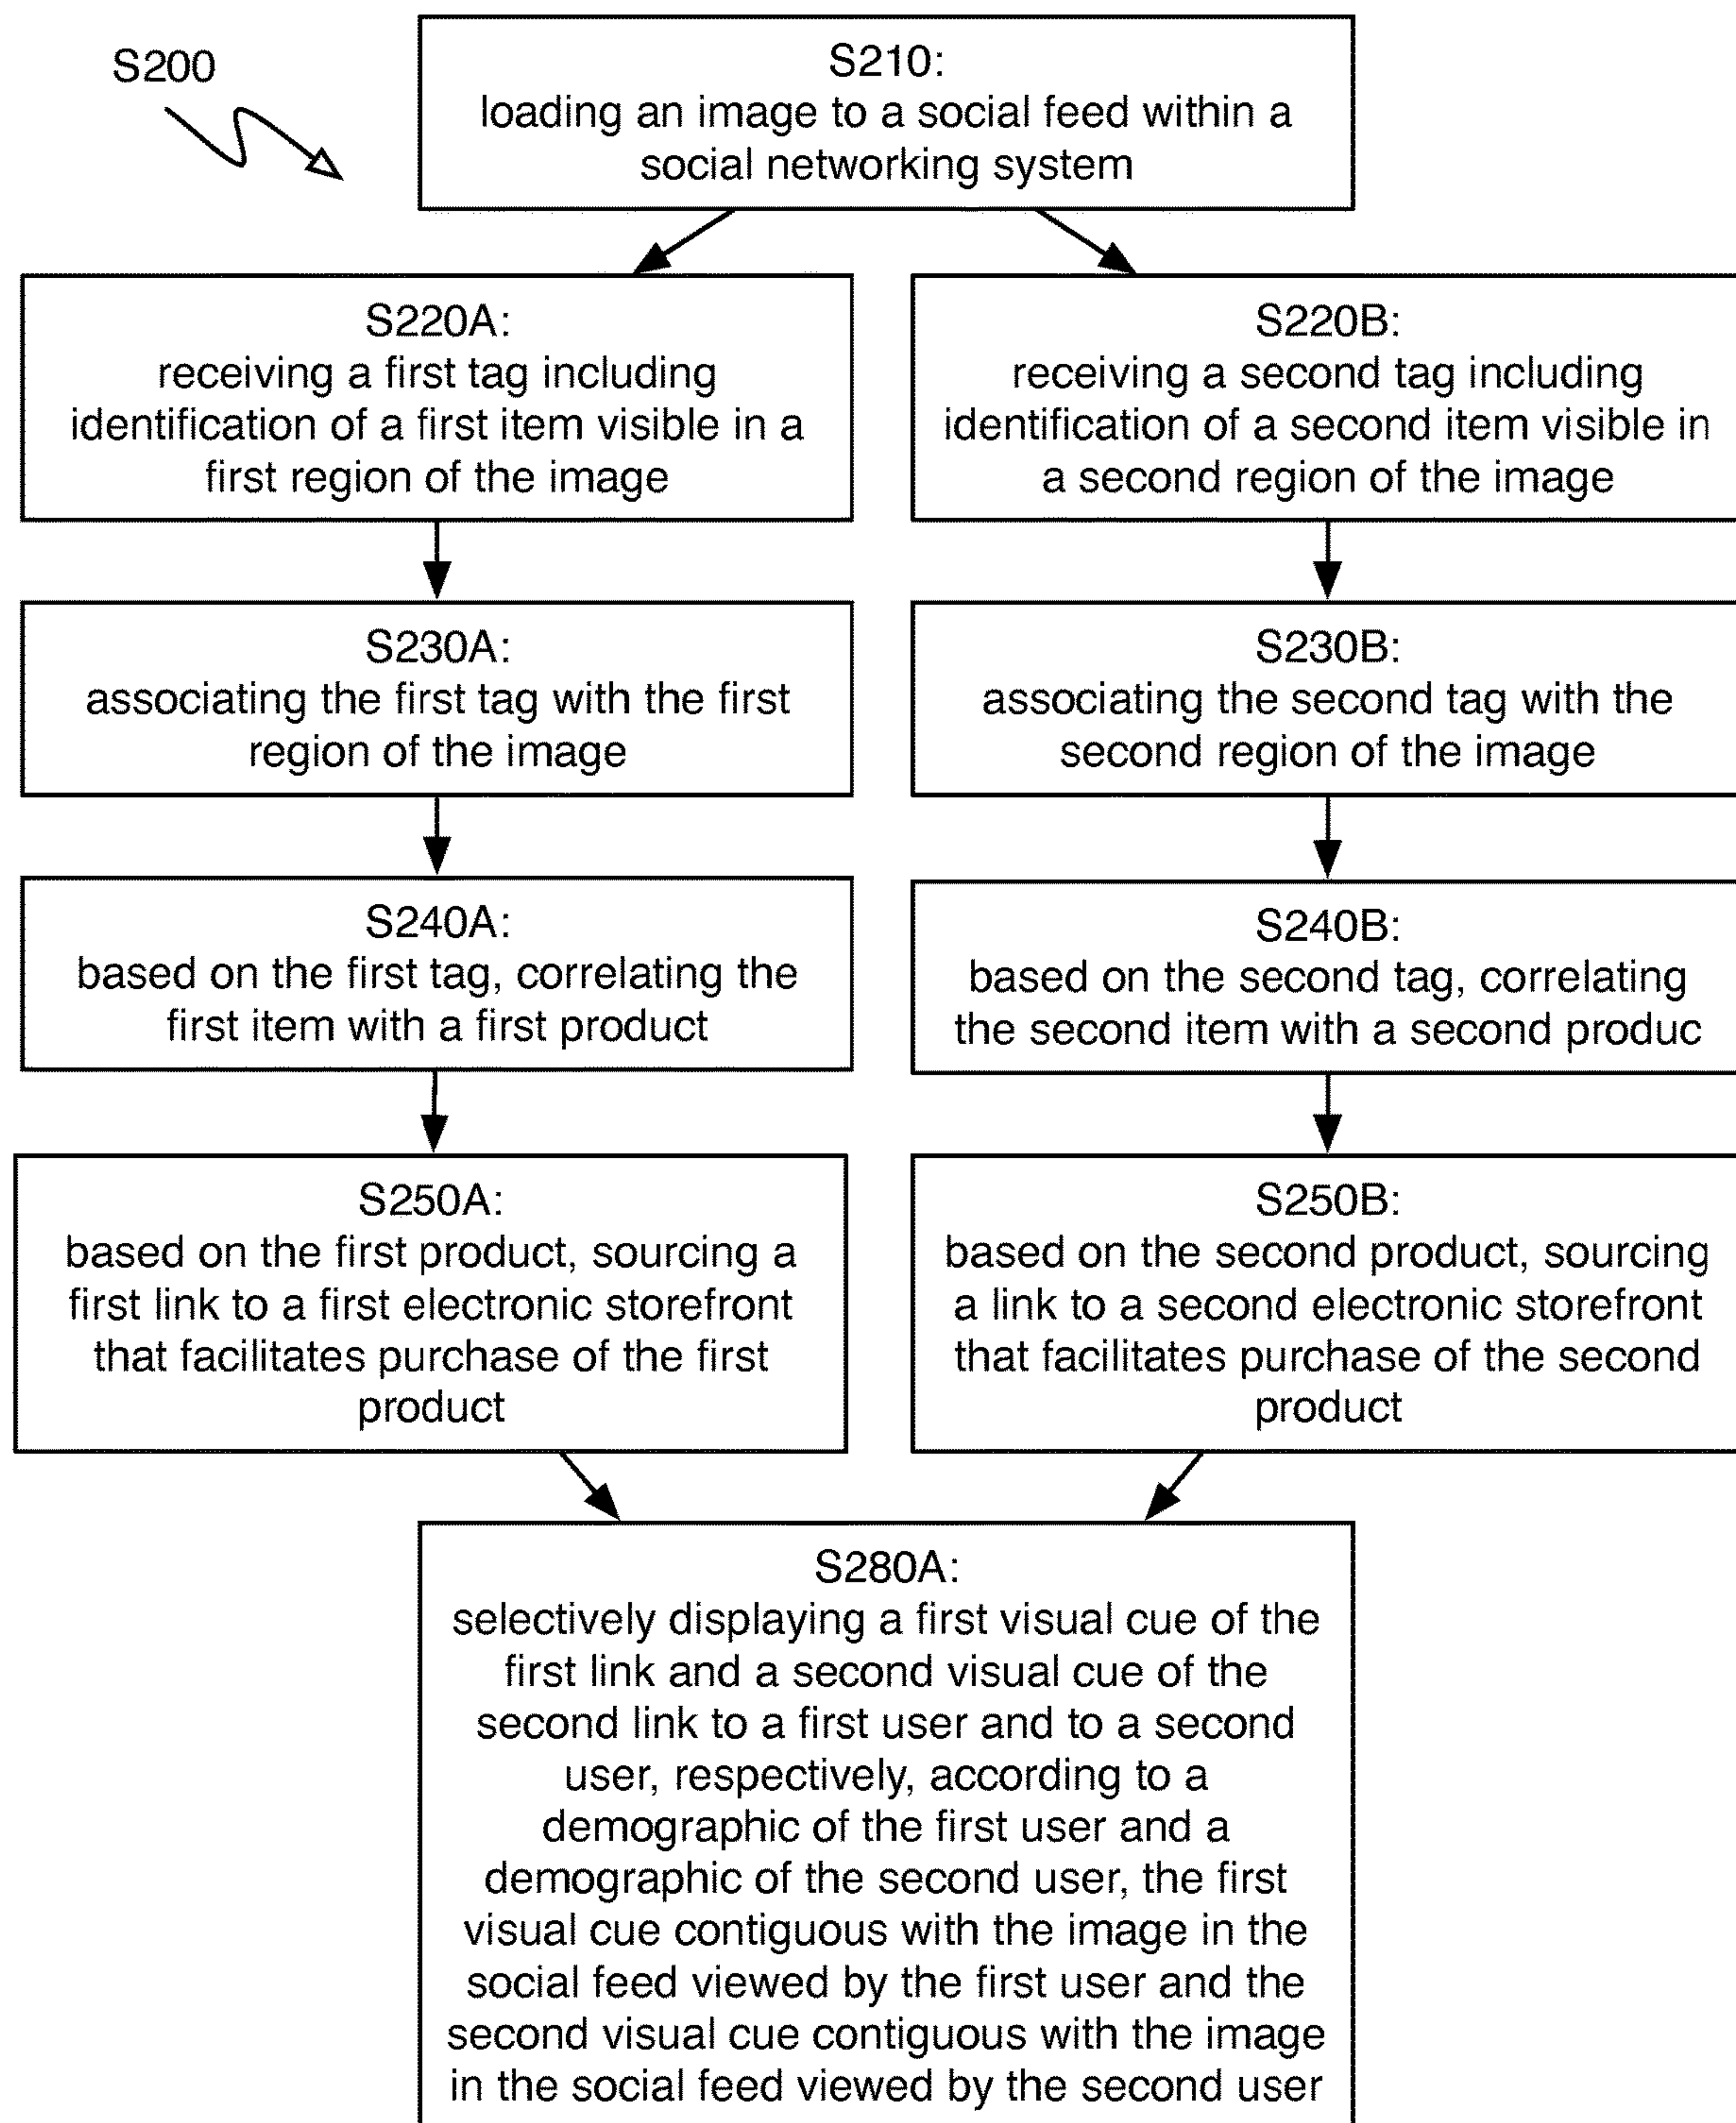 S200
S210:
loading an image to a social feed within a
social networking system
S220A:
receiving a first tag including
identification of a first item visible in a
first region of the image
S220B:
receiving a second tag including
identification of a second item visible in
a second region of the image
S230A:
associating the first tag with the first
region of the image
S230B:
associating the second tag with the
second region of the image
S240A:
based on the first tag, correlating the
first item with a first product
S240B:
based on the second tag, correlating
the second item with a second produc
S250A:
based on the first product, sourcing a
first link to a first electronic storefront
that facilitates purchase of the first
product
S250B:
based on the second product, sourcing
a link to a second electronic storefront
that facilitates purchase of the second
product
S280A:
selectively displaying a first visual cue of the
first link and a second visual cue of the
second link to a first user and to a second
user, respectively, according to a
demographic of the first user and a
demographic of the second user, the first
visual cue contiguous with the image in the
social feed viewed by the first user and the
second visual cue contiguous with the image
in the social feed viewed by the second user